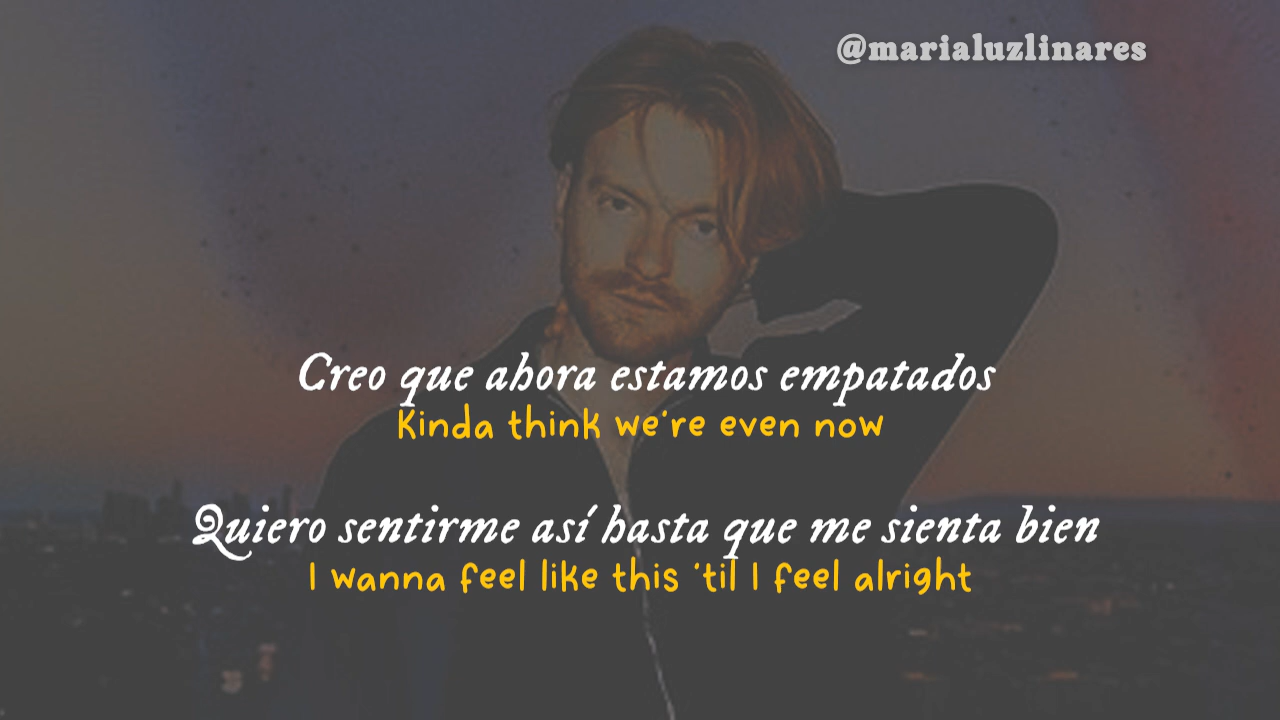 @marialuzlinares
Creo que ahora estamos empatados
Kinda think we're even now
Quiero sentirme así hasta que me sienta bien
I wanna feel like this 'til I feel alright